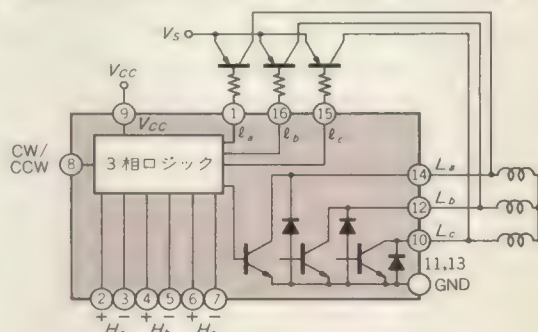 Vs
Vcc
9
1
16
15
Vcc
ℓa
ℓb
ℓc
CW/
CCW
8
3相ロジック
14
La
12
Lb
10
Lc
11,13
GND
2
3
4
5
6
7
+
−
+
−
+
−
Ha
Hb
Hc